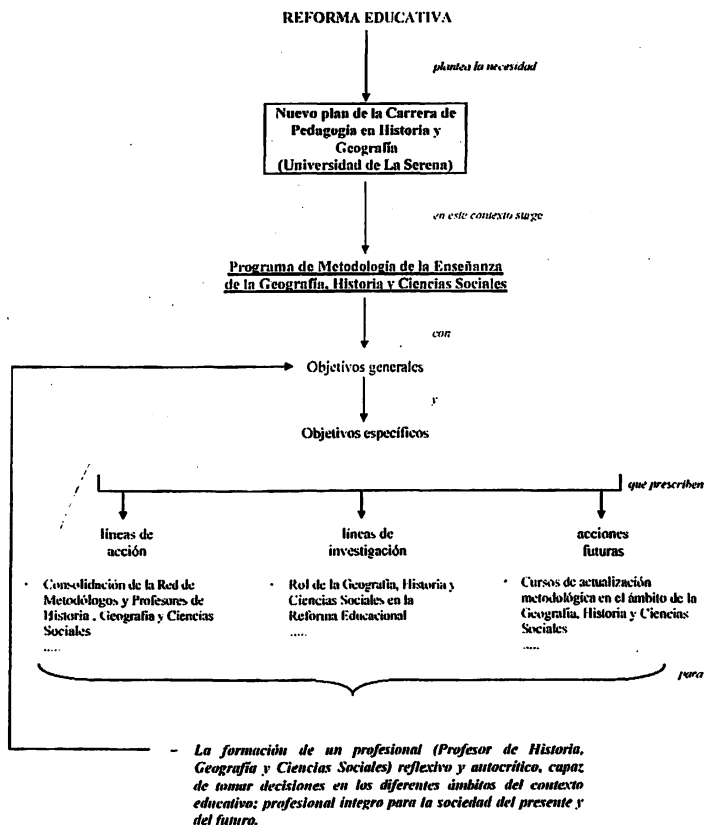 REFORMA EDUCATIVA
plantea la necesidad
Nuevo plan de la Carrera de
Pedagogía en Historia y
Geografía
(Universidad de La Serena)
en este contexto surge
Programa de Metodología de la Enseñanza
de la Geografía, Historia y Ciencias Sociales
con
Objetivos generales
y
Objetivos específicos
que prescriben
líneas de
acción
• Consolidación de la Red de
Metodólogos y Profesores de
Historia , Geografía y Ciencias
Sociales
.....
líneas de
investigación
• Rol de la Geografía, Historia y
Ciencias Sociales en la
Reforma Educacional
.....
acciones
futuras
• Cursos de actualización
metodológica en el ámbito de la
Geografía, Historia y Ciencias
Sociales
.....
para
- La formación de un profesional (Profesor de Historia,
Geografía y Ciencias Sociales) reflexivo y autocrítico, capaz
de tomar decisiones en los diferentes ámbitos del contexto
educativo; profesional íntegro para la sociedad del presente y
del futuro.